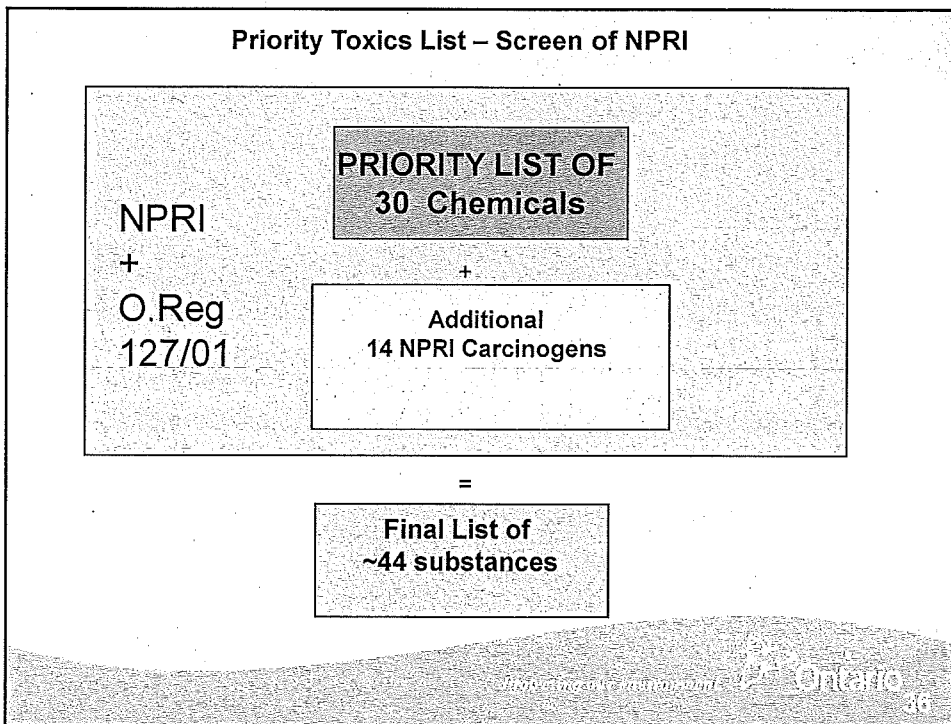 Priority Toxics List – Screen of NPRI
PRIORITY LIST OF
30 Chemicals
NPRI
+
O.Reg
127/01
+
Additional
14 NPRI Carcinogens
=
Final List of
~44 substances
Ontario
46